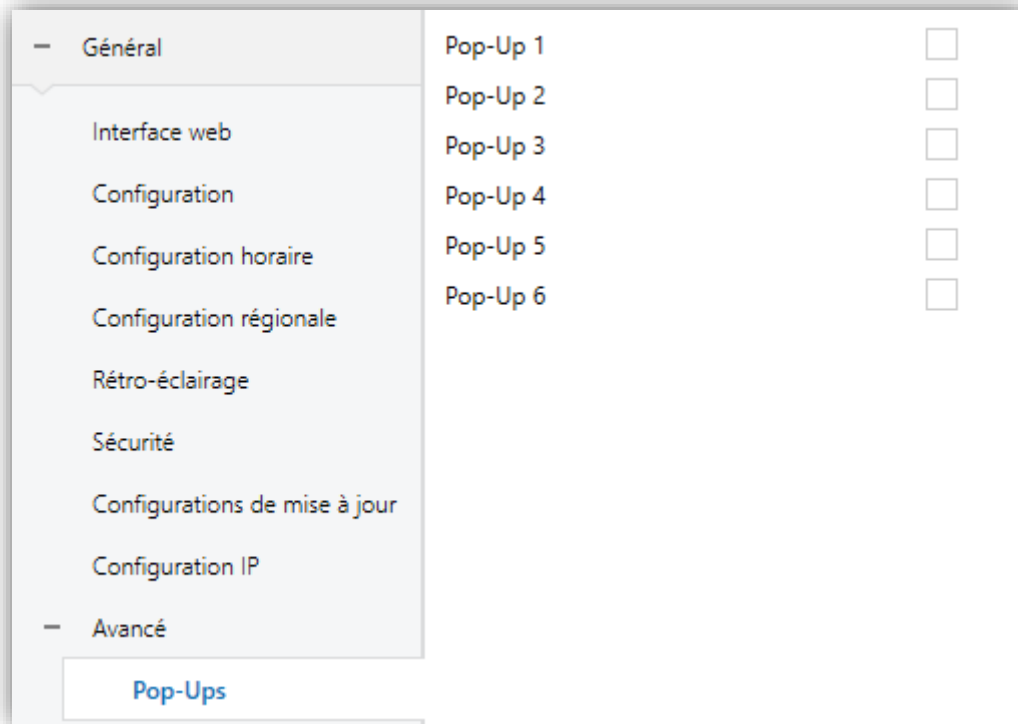 Général
Interface web
Configuration
Configuration horaire
Configuration régionale
Rétro-éclairage
Sécurité
Configurations de mise à jour
Configuration IP
Avancé
Pop-Ups
Pop-Up 1
Pop-Up 2
Pop-Up 3
Pop-Up 4
Pop-Up 5
Pop-Up 6